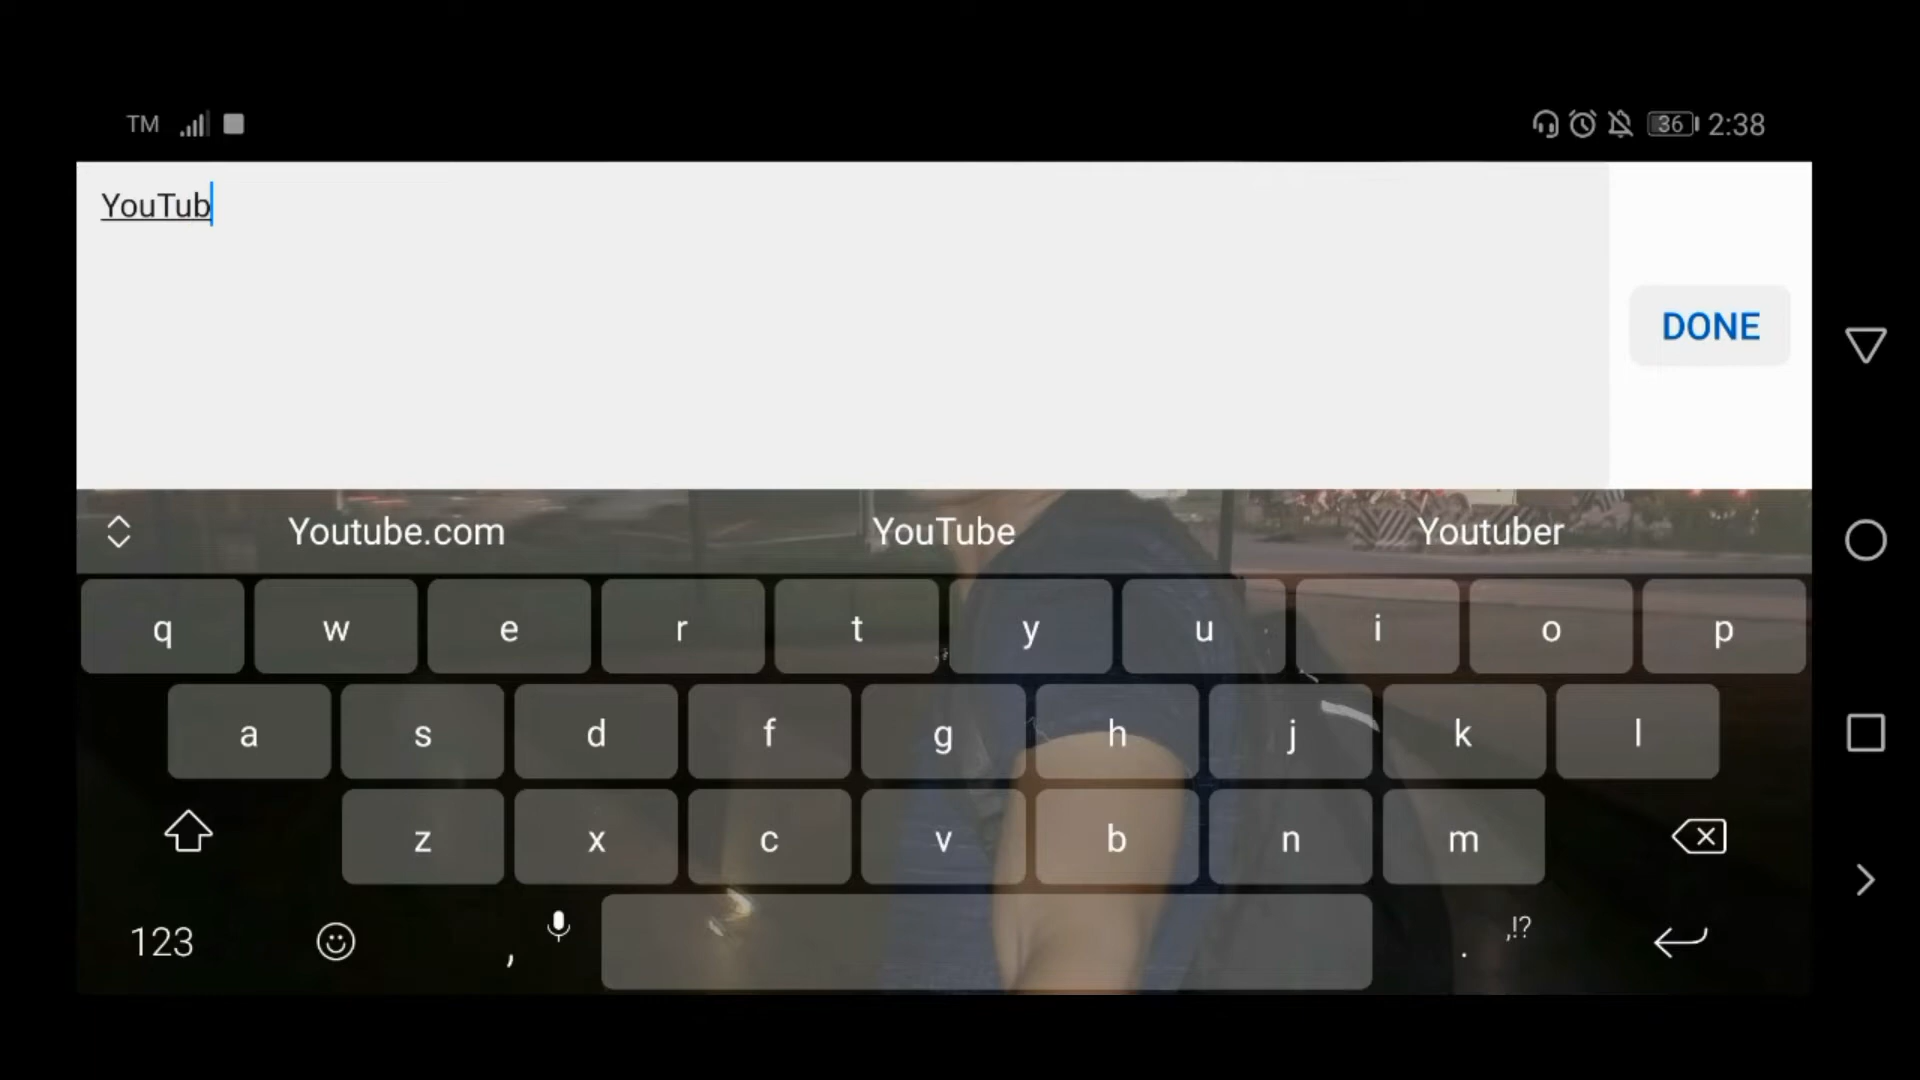 TM 36 2:38
YouTub
DONE
Youtube.com YouTube Youtuber
q w e r t y u i o p
a s d f g h j k l
z x c v b n m
123 , . ,!?